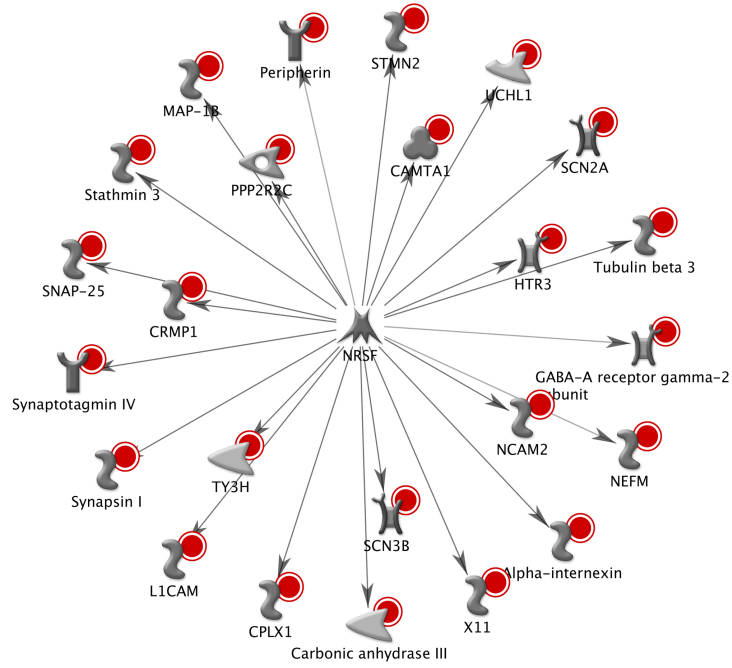 Peripherin
STMN2
UCHL1
MAP-1B
CAMTA1
SCN2A
Stathmin 3
PPP2R2C
SNAP-25
HTR3
Tubulin beta 3
CRMP1
NRSF
GABA-A receptor gamma-2
subunit
Synaptotagmin IV
NCAM2
NEFM
Synapsin I
TY3H
SCN3B
Alpha-internexin
L1CAM
CPLX1
X11
Carbonic anhydrase III